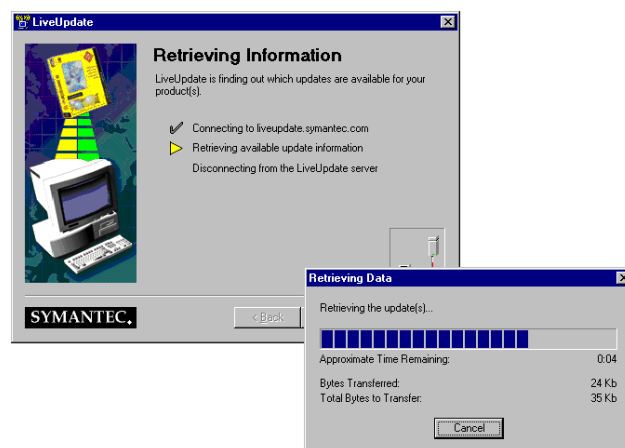 LiveUpdate
Retrieving Information
LiveUpdate is finding out which updates are available for your
product(s).
Connecting to liveupdate.symantec.com
Retrieving available update information
Disconnecting from the LiveUpdate server
SYMANTEC.
< Back
Retrieving Data
Retrieving the update(s)...
Approximate Time Remaining: 0:04
Bytes Transferred: 24 Kb
Total Bytes to Transfer: 35 Kb
Cancel